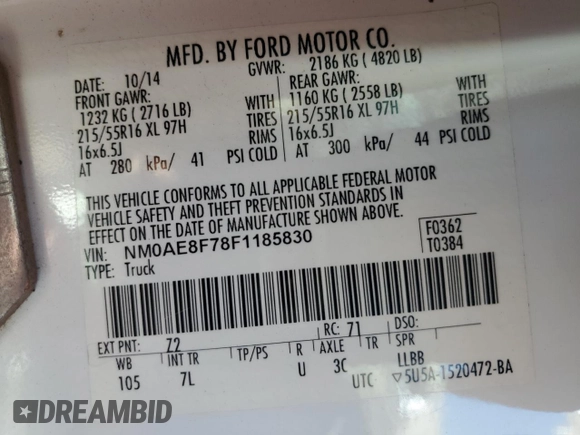 MFD. BY FORD MOTOR CO.
DATE: 10/14 GVWR: 2186 KG ( 4820 LB)
FRONT GAWR: REAR GAWR:
1232 KG ( 2716 LB) WITH 1160 KG ( 2558 LB) WITH
215/55R16 XL 97H TIRES 215/55R16 XL 97H TIRES
16x6.5J RIMS 16x6.5J RIMS
AT 280 kPa/ 41 PSI COLD AT 300 kPa/ 44 PSI COLD
THIS VEHICLE CONFORMS TO ALL APPLICABLE FEDERAL MOTOR
VEHICLE SAFETY AND THEFT PREVENTION STANDARDS IN
EFFECT ON THE DATE OF MANUFACTURE SHOWN ABOVE.
VIN: NM0AE8F78F1185830 F0362
TYPE: Truck T0384
EXT PNT: Z2 RC: 71 DSO:
WB INT TR TP/PS R AXLE TR SPR
105 7L U 3C LLBB
UTC ▽5U5A-1520472-BA
DREAMBID